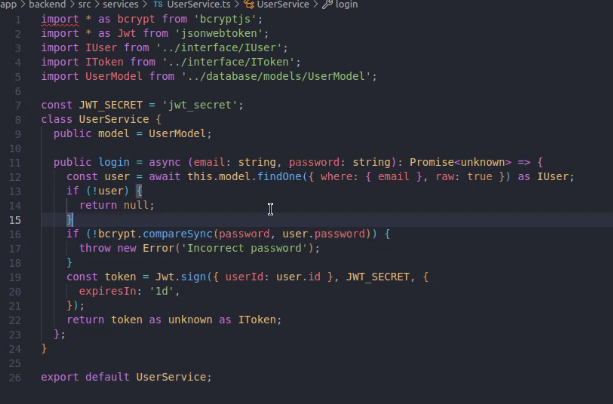 app > backend > src > services > TS UserService.ts > UserService > login
1 import * as bcrypt from 'bcryptjs';
2 import * as Jwt from 'jsonwebtoken';
3 import IUser from '../interface/IUser';
4 import IToken from '../interface/IToken';
5 import UserModel from '../database/models/UserModel';
6
7 const JWT_SECRET = 'jwt_secret';
8 class UserService {
9 public model = UserModel;
10
11 public login = async (email: string, password: string): Promise<unknown> => {
12 const user = await this.model.findOne({ where: { email }, raw: true }) as IUser;
13 if (!user) {
14 return null;
15 }
16 if (!bcrypt.compareSync(password, user.password)) {
17 throw new Error('Incorrect password');
18 }
19 const token = Jwt.sign({ userId: user.id }, JWT_SECRET, {
20 expiresIn: '1d',
21 });
22 return token as unknown as IToken;
23 };
24 }
25
26 export default UserService;